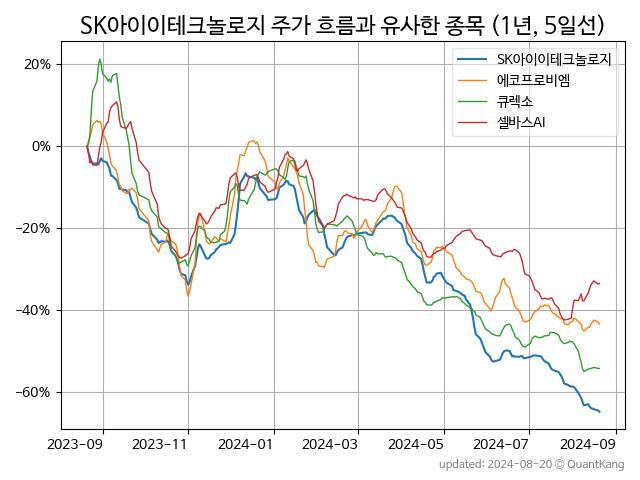 SK아이이테크놀로지 주가 흐름과 유사한 종목 (1년, 5일선)
SK아이이테크놀로지
에코프로비엠
큐렉소
셀바스AI
20%
0%
−20%
−40%
−60%
2023-09 2023-11 2024-01 2024-03 2024-05 2024-07 2024-09
updated: 2024-08-20 © QuantKang